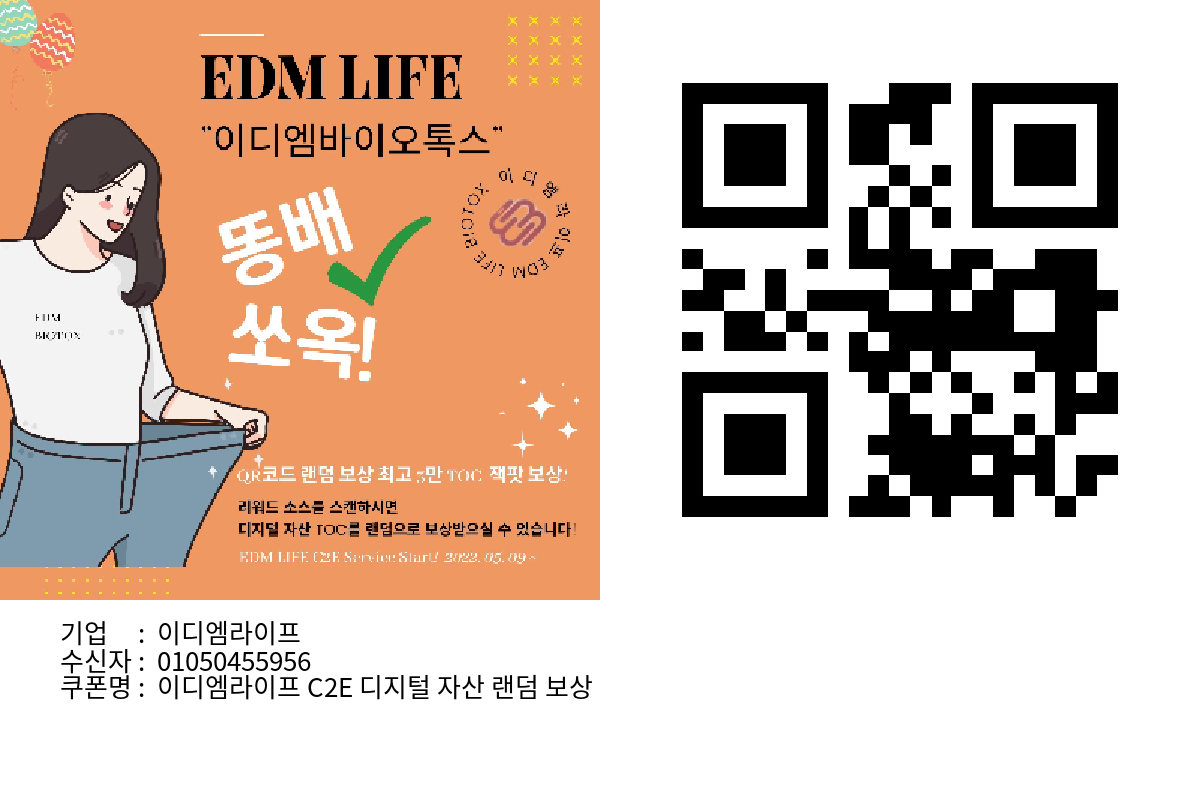 EDM LIFE
"이디엠바이오톡스"
이디엠라이프 EDM LIFE BIOTOX
똥배
쏘옥!
EDM
BIOTOX
QR코드 랜덤 보상 최고 5만 TOC 잭팟 보상!
리워드 소스를 스캔하시면
디지털 자산 TOC를 랜덤으로 보상받으실 수 있습니다!
EDM LIFE C2E Service Start! 2022. 05. 09 ~
기업 : 이디엠라이프
수신자 : 01050455956
쿠폰명 : 이디엠라이프 C2E 디지털 자산 랜덤 보상